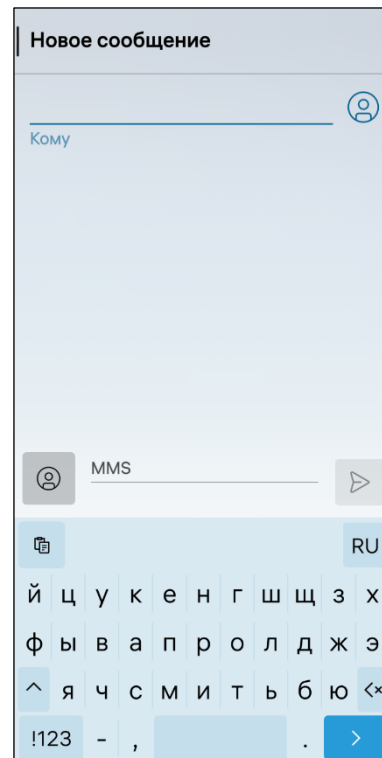 Новое сообщение
Кому
MMS
RU
й ц у к е н г ш щ з х
ф ы в а п р о л д ж э
я ч с м и т ь б ю
!123 - , .